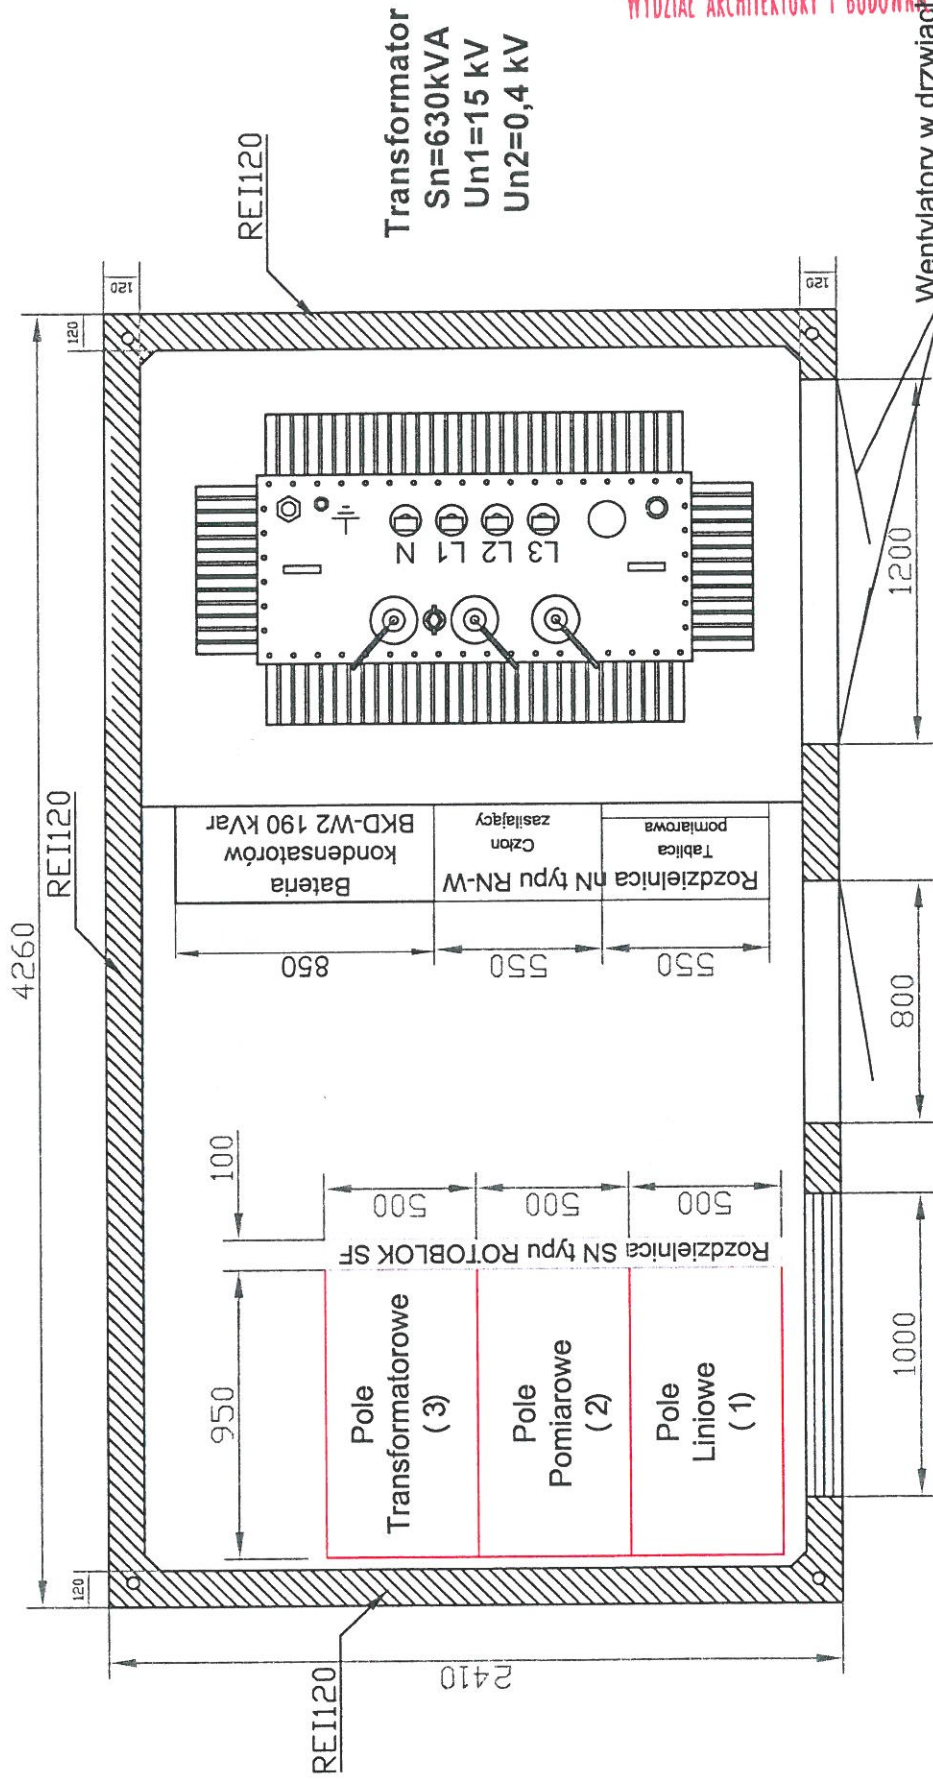 WYDZIAŁ ARCHITEKTURY I
Wentylatory w drzwiach
Transformator
Sn=630kVA
Un1=15 kV
Un2=0,4 kV
REI120
REI120
REI120
4260
2410
120
120
120
120
120
N
L1
L2
L3
Bateria
kondensatorów
BKD-W2 190 kVar
Rozdzielnica nN typu RN-W
Człon
zasilający
Tablica
pomiarowa
850
550
550
100
950
500
500
500
Rozdzielnica SN typu ROTOBLOK SF
Pole
Transformatorowe
( 3)
Pole
Pomiarowe
( 2)
Pole
Liniowe
( 1)
1000
800
1200